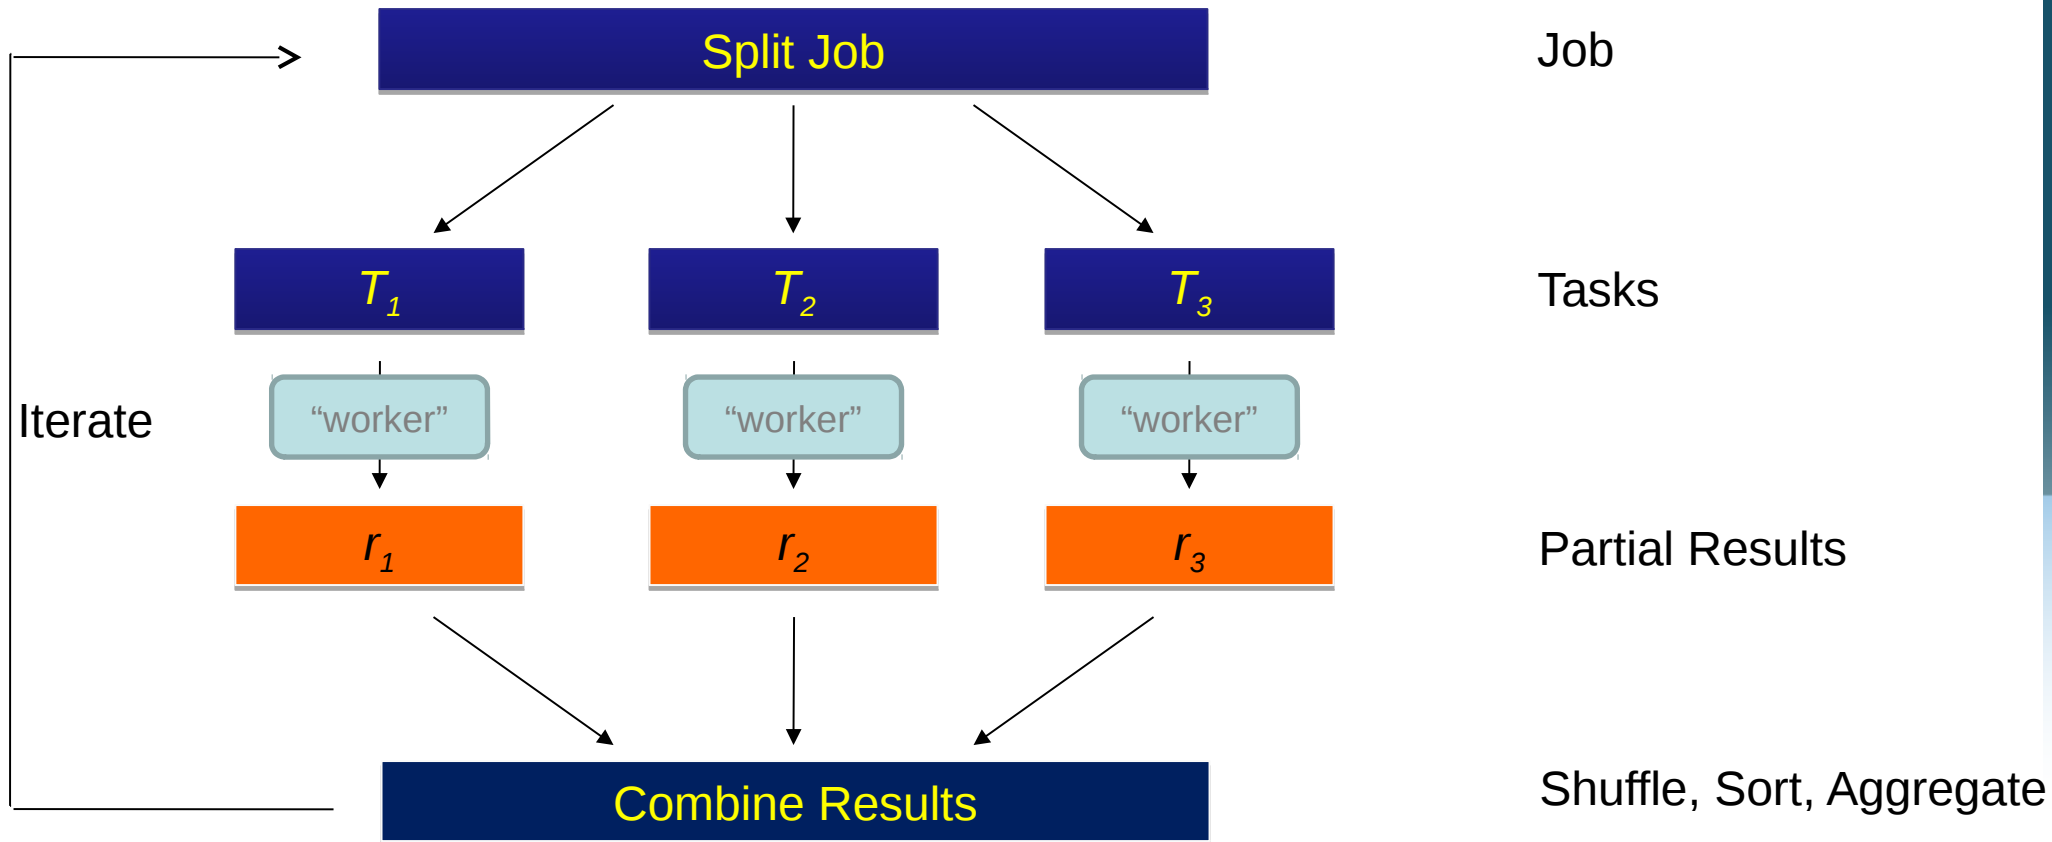 Split Job
Job
T1
T2
T3
Tasks
Iterate
“worker”
“worker”
“worker”
r1
r2
r3
Partial Results
Combine Results
Shuffle, Sort, Aggregate